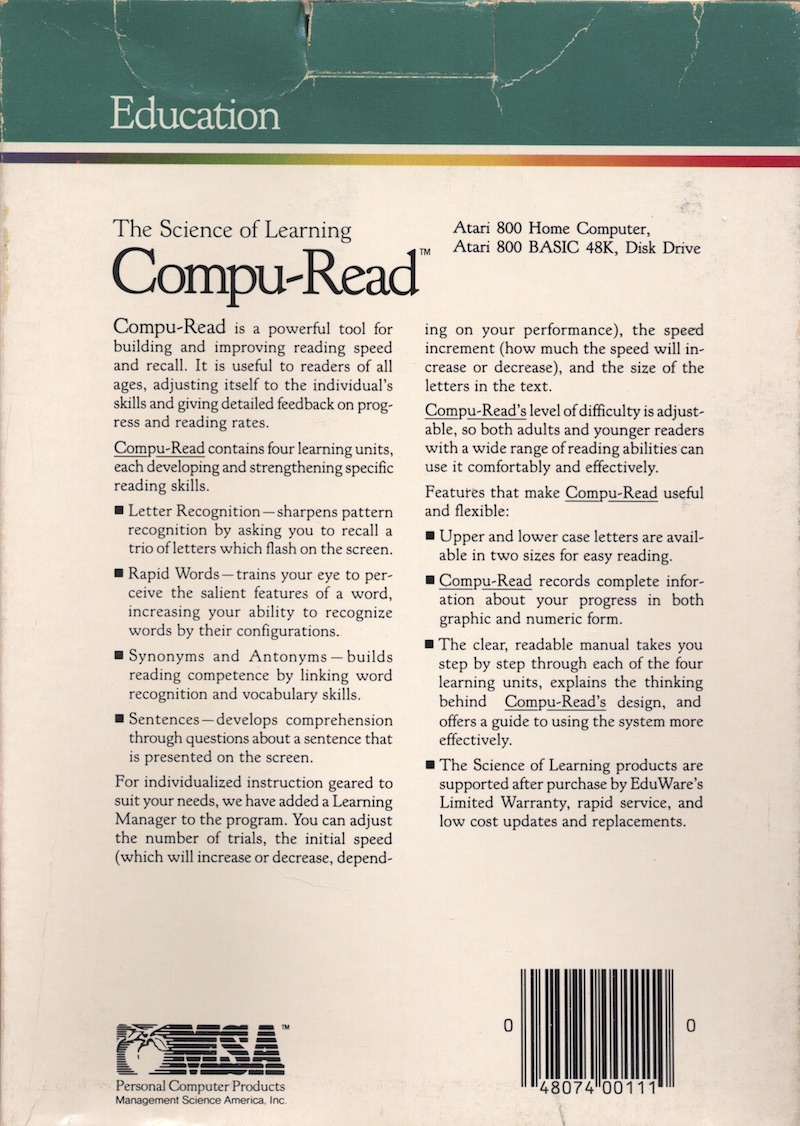 Education
The Science of Learning
Compu-Read™
Atari 800 Home Computer,
Atari 800 BASIC 48K, Disk Drive
Compu-Read is a powerful tool for
building and improving reading speed
and recall. It is useful to readers of all
ages, adjusting itself to the individual's
skills and giving detailed feedback on prog-
ress and reading rates.
Compu-Read contains four learning units,
each developing and strengthening specific
reading skills.
■ Letter Recognition—sharpens pattern
recognition by asking you to recall a
trio of letters which flash on the screen.
■ Rapid Words—trains your eye to per-
ceive the salient features of a word,
increasing your ability to recognize
words by their configurations.
■ Synonyms and Antonyms—builds
reading competence by linking word
recognition and vocabulary skills.
■ Sentences—develops comprehension
through questions about a sentence that
is presented on the screen.
For individualized instruction geared to
suit your needs, we have added a Learning
Manager to the program. You can adjust
the number of trials, the initial speed
(which will increase or decrease, depend-
ing on your performance), the speed
increment (how much the speed will in-
crease or decrease), and the size of the
letters in the text.
Compu-Read's level of difficulty is adjust-
able, so both adults and younger readers
with a wide range of reading abilities can
use it comfortably and effectively.
Features that make Compu-Read useful
and flexible:
■ Upper and lower case letters are avail-
able in two sizes for easy reading.
■ Compu-Read records complete infor-
ation about your progress in both
graphic and numeric form.
■ The clear, readable manual takes you
step by step through each of the four
learning units, explains the thinking
behind Compu-Read's design, and
offers a guide to using the system more
effectively.
■ The Science of Learning products are
supported after purchase by EduWare's
Limited Warranty, rapid service, and
low cost updates and replacements.
MSA™
Personal Computer Products
Management Science America, Inc.
0 48074 00111 0